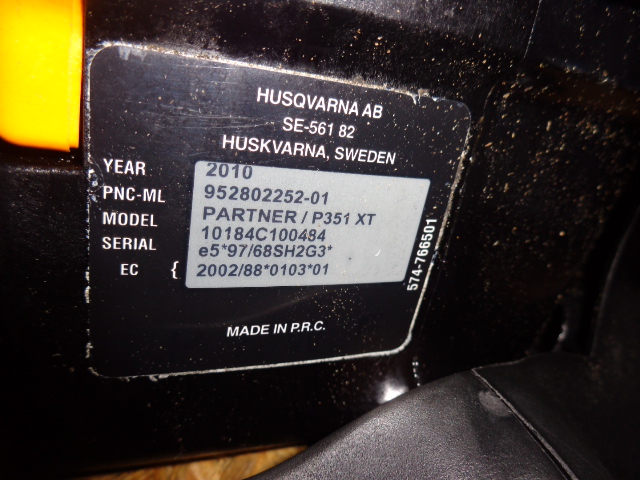 HUSQVARNA AB
SE-561 82
HUSKVARNA, SWEDEN
YEAR 2010
PNC-ML 952802252-01
MODEL PARTNER / P351 XT
SERIAL 10184C100484
e5*97/68SH2G3*
EC { 2002/88*0103*01
574-766501
MADE IN P.R.C.